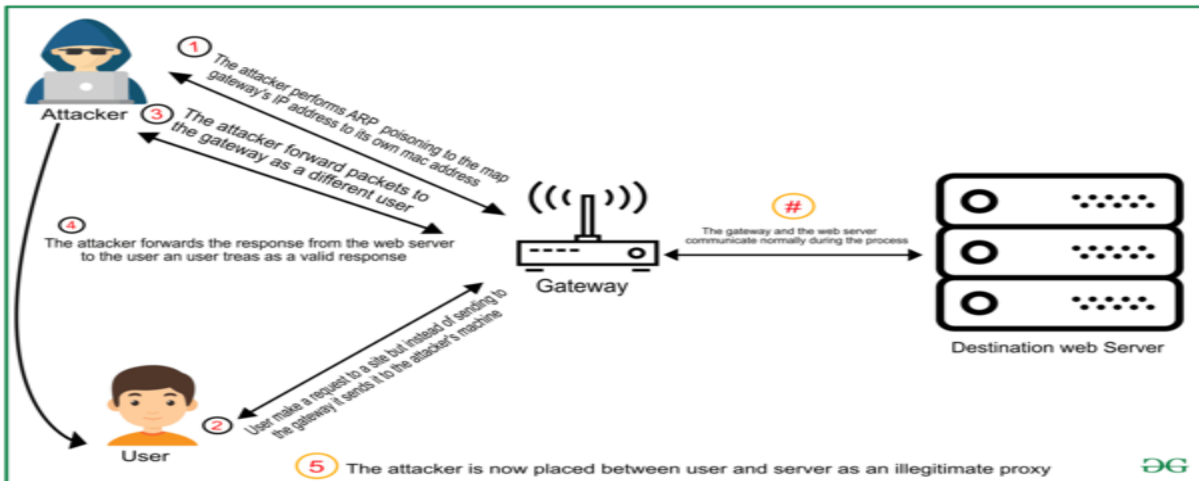 1
The attacker performs ARP poisoning to the map
gateway's IP address to its own mac address
Attacker
3
The attacker forward packets to
the gateway as a different user
4
The attacker forwards the response from the web server
to the user an user treas as a valid response
#
The gateway and the web server
communicate normally during the process
Gateway
Destination web Server
2
User make a request to a site but instead of sending to
the gateway it sends it to the attacker's machine
User
5
The attacker is now placed between user and server as an illegitimate proxy